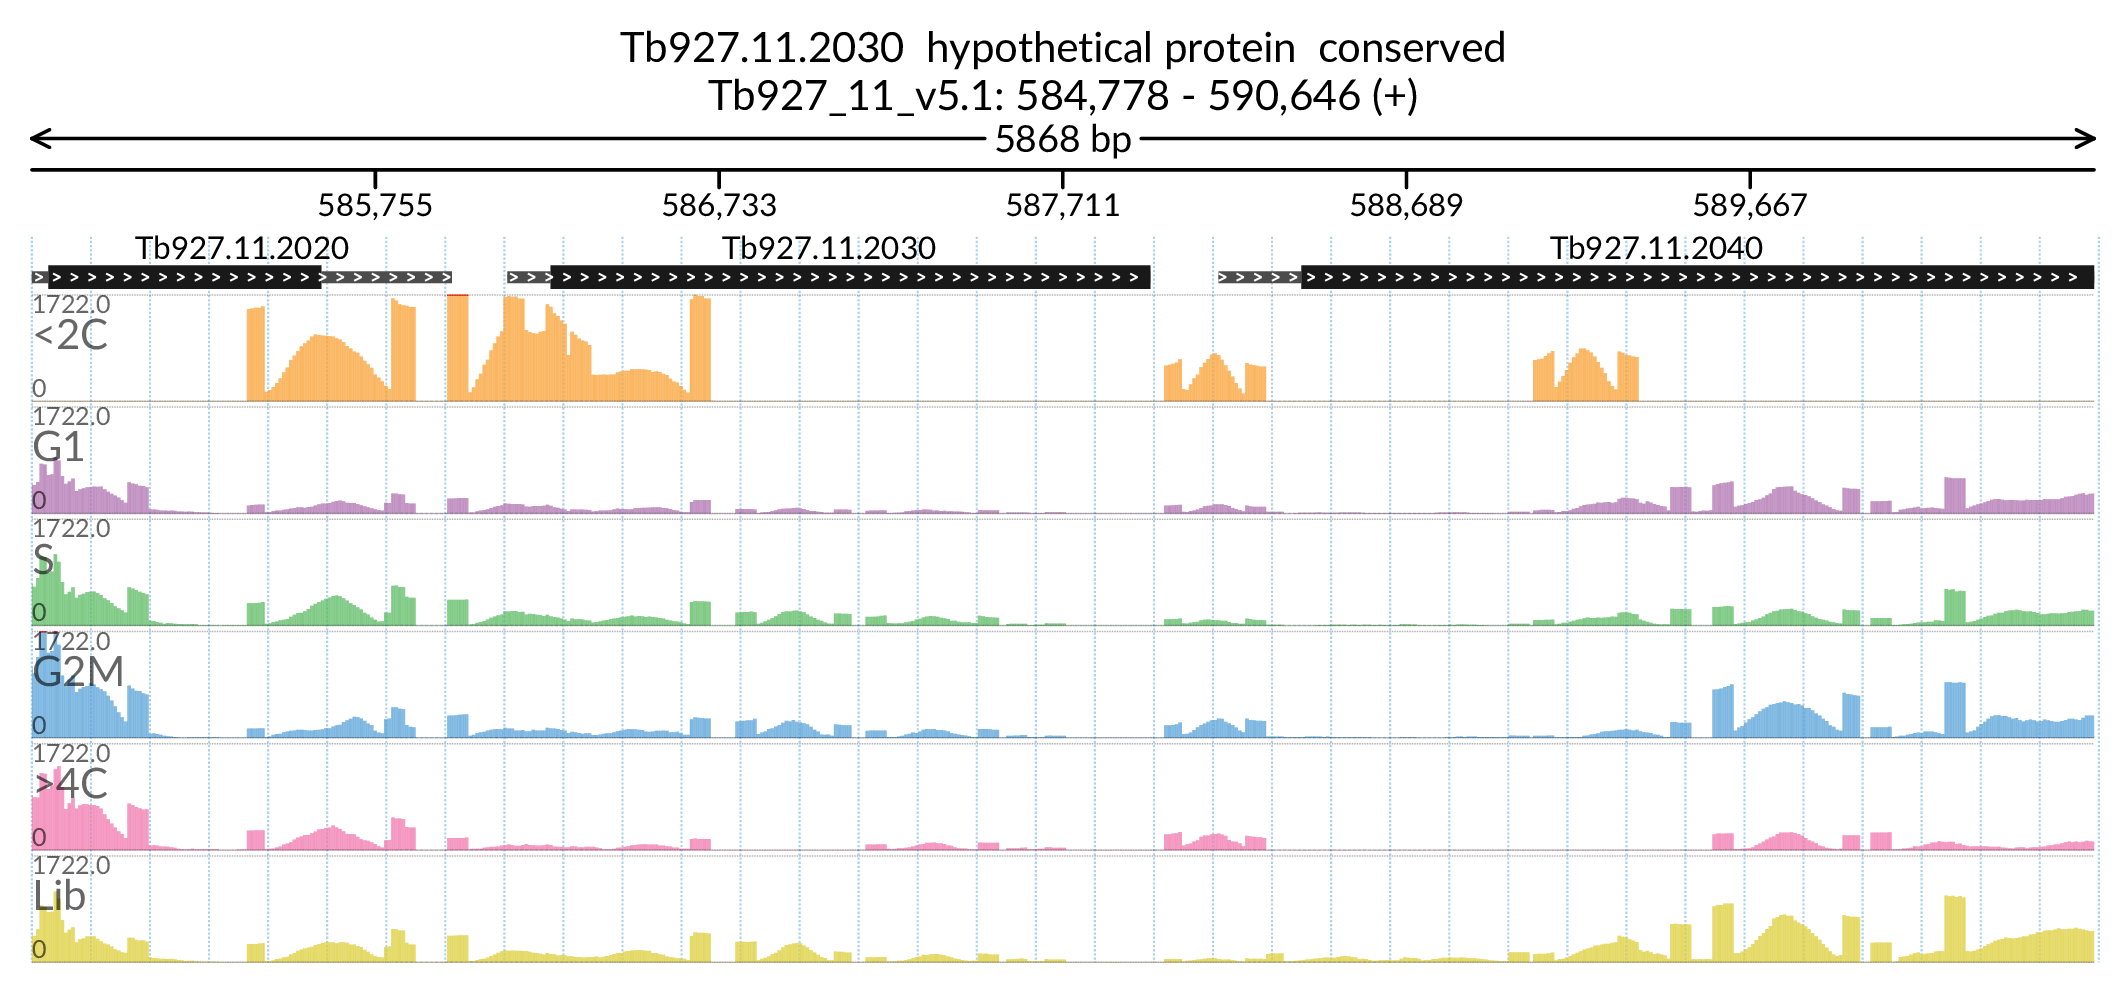 Tb927.11.2030  hypothetical protein  conserved
Tb927_11_v5.1: 584,778 - 590,646 (+)
5868 bp
585,755 586,733 587,711 588,689 589,667
Tb927.11.2020 Tb927.11.2030 Tb927.11.2040
1722.0
<2C
0
1722.0
G1
0
1722.0
S
0
1722.0
G2M
0
1722.0
>4C
0
1722.0
Lib
0